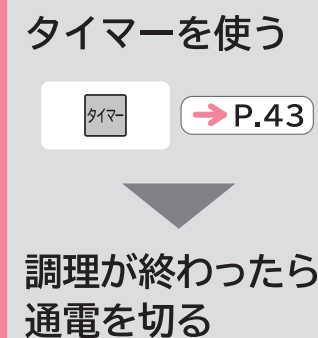 タイマーを使う
タイマー
→P.43
調理が終わったら
通電を切る